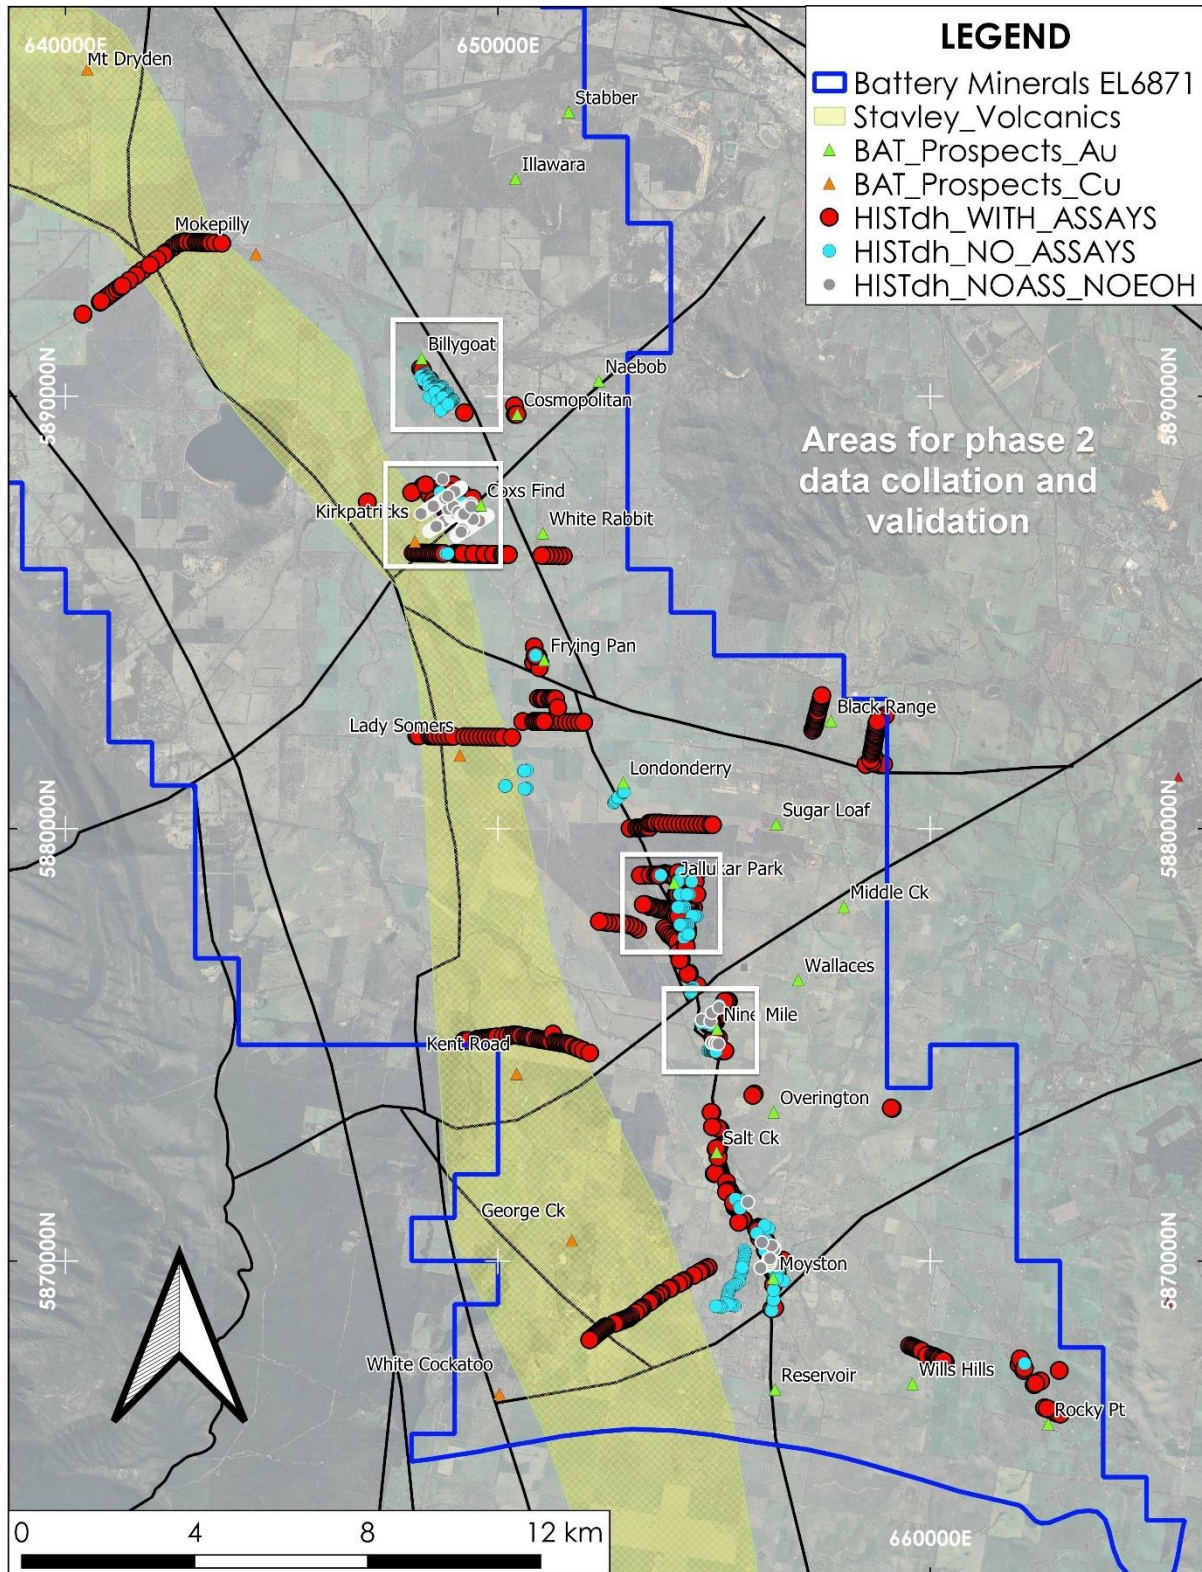 640000E
650000E
Mt Dryden
LEGEND
Battery Minerals EL6871
Stavley_Volcanics
BAT_Prospects_Au
BAT_Prospects_Cu
HISTdh_WITH_ASSAYS
HISTdh_NO_ASSAYS
HISTdh_NOASS_NOEOH
Stabber
Illawara
Mokepilly
Billygoat
Naebob
Cosmopolitan
5890000N
5890000N
Areas for phase 2
data collation and
validation
Coxs Find
Kirkpatricks
White Rabbit
Frying Pan
Black Range
Lady Somers
Londonderry
Sugar Loaf
5880000N
5880000N
Jallukar Park
Middle Ck
Wallaces
Nine Mile
Kent Road
Overington
Salt Ck
George Ck
5870000N
5870000N
Moyston
White Cockatoo
Reservoir
Wills Hills
Rocky Pt
0 4 8 12 km
660000E